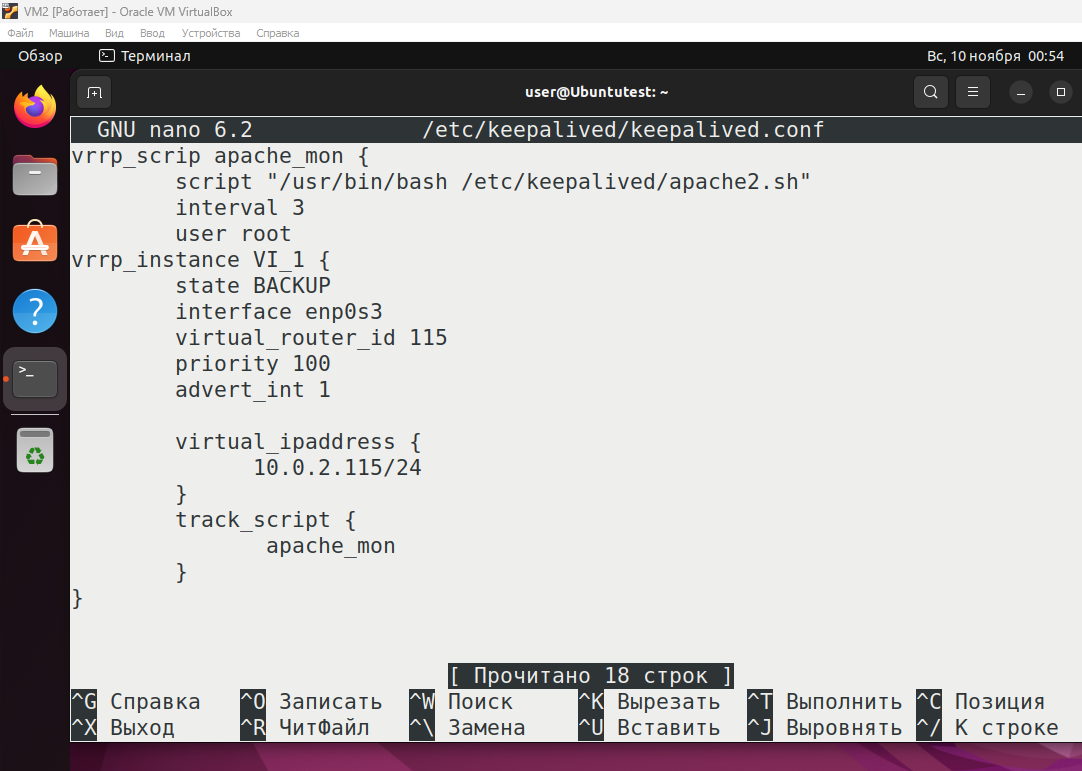 VM2 [Работает] - Oracle VM VirtualBox
Файл Машина Вид Ввод Устройства Справка
Обзор Терминал Вс, 10 ноября 00:54
user@Ubuntutest: ~
GNU nano 6.2 /etc/keepalived/keepalived.conf
vrrp_scrip apache_mon {
script "/usr/bin/bash /etc/keepalived/apache2.sh"
interval 3
user root
vrrp_instance VI_1 {
state BACKUP
interface enp0s3
virtual_router_id 115
priority 100
advert_int 1
virtual_ipaddress {
10.0.2.115/24
}
track_script {
apache_mon
}
}
[ Прочитано 18 строк ]
^G Справка ^O Записать ^W Поиск ^K Вырезать ^T Выполнить ^C Позиция
^X Выход ^R ЧитФайл ^\ Замена ^U Вставить ^J Выровнять ^/ К строке